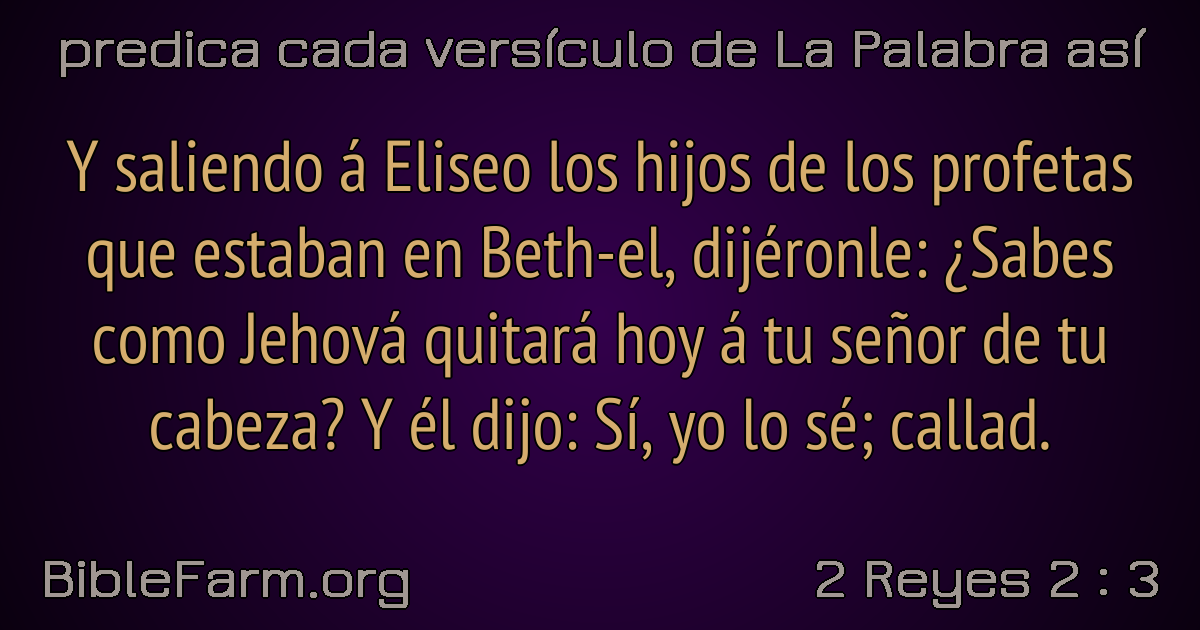 predica cada versículo de La Palabra así
Y saliendo á Eliseo los hijos de los profetas
que estaban en Beth-el, dijéronle: ¿Sabes
como Jehová quitará hoy á tu señor de tu
cabeza? Y él dijo: Sí, yo lo sé; callad.
BibleFarm.org
2 Reyes 2 : 3